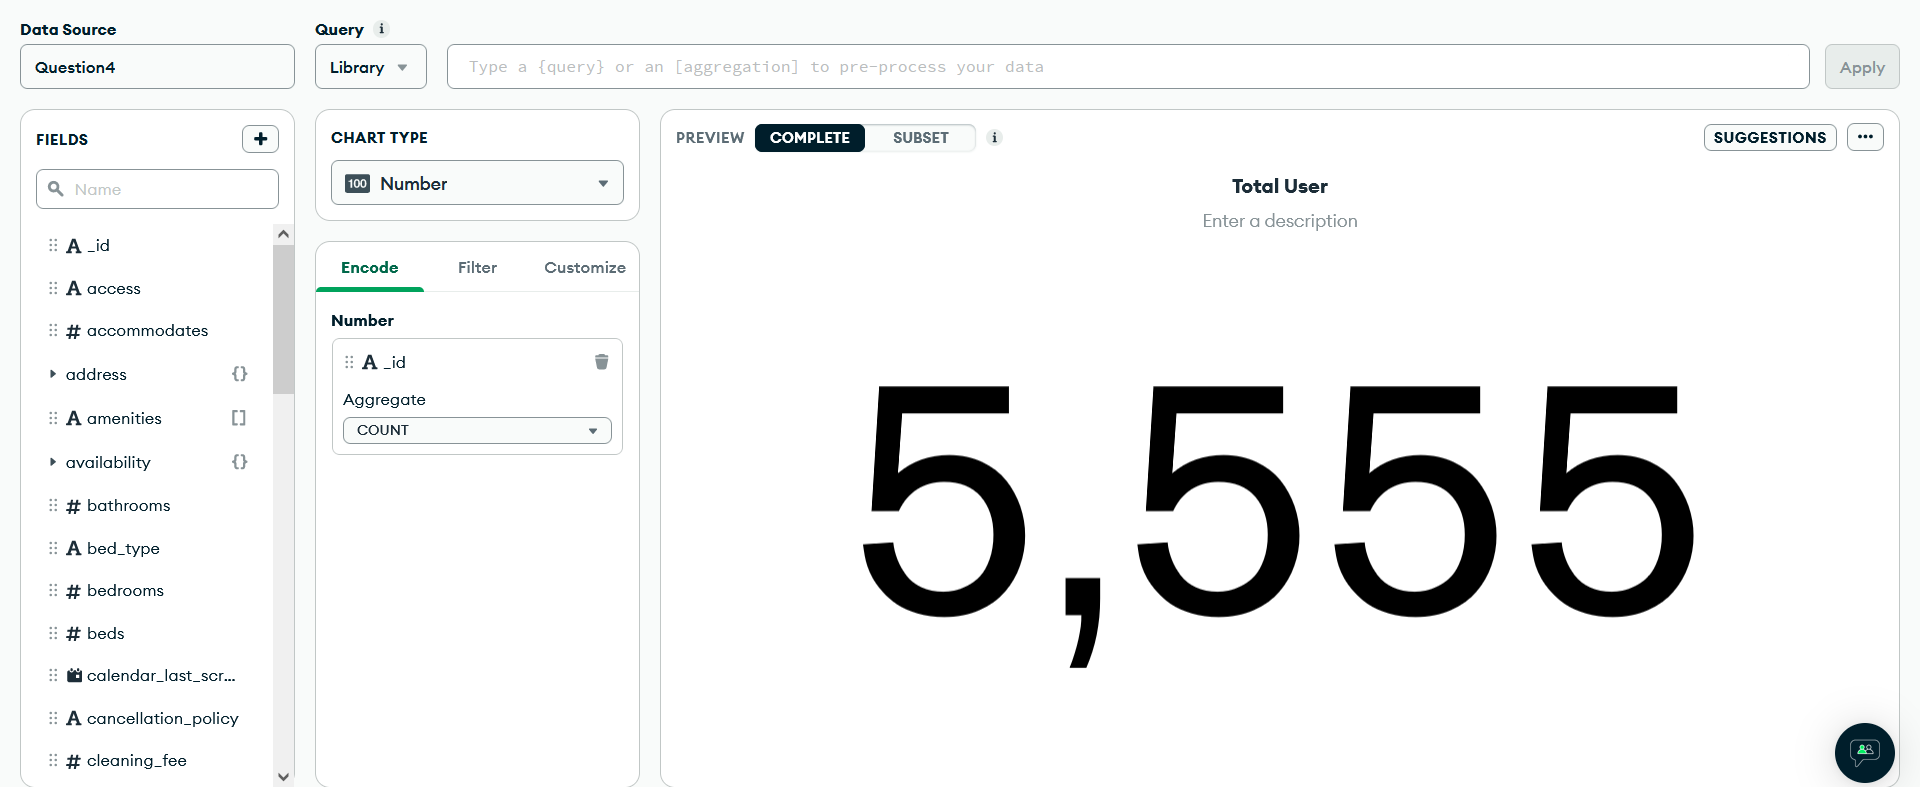 Data Source
Question4
Query i
Library
Type a {query} or an [aggregation] to pre-process your data
Apply
FIELDS
Name
A _id
A access
# accommodates
address {}
A amenities []
availability {}
# bathrooms
A bed_type
# bedrooms
# beds
calendar_last_scr...
A cancellation_policy
# cleaning_fee
CHART TYPE
100 Number
Encode Filter Customize
Number
A _id
Aggregate
COUNT
PREVIEW COMPLETE SUBSET i
SUGGESTIONS ...
Total User
Enter a description
5,555